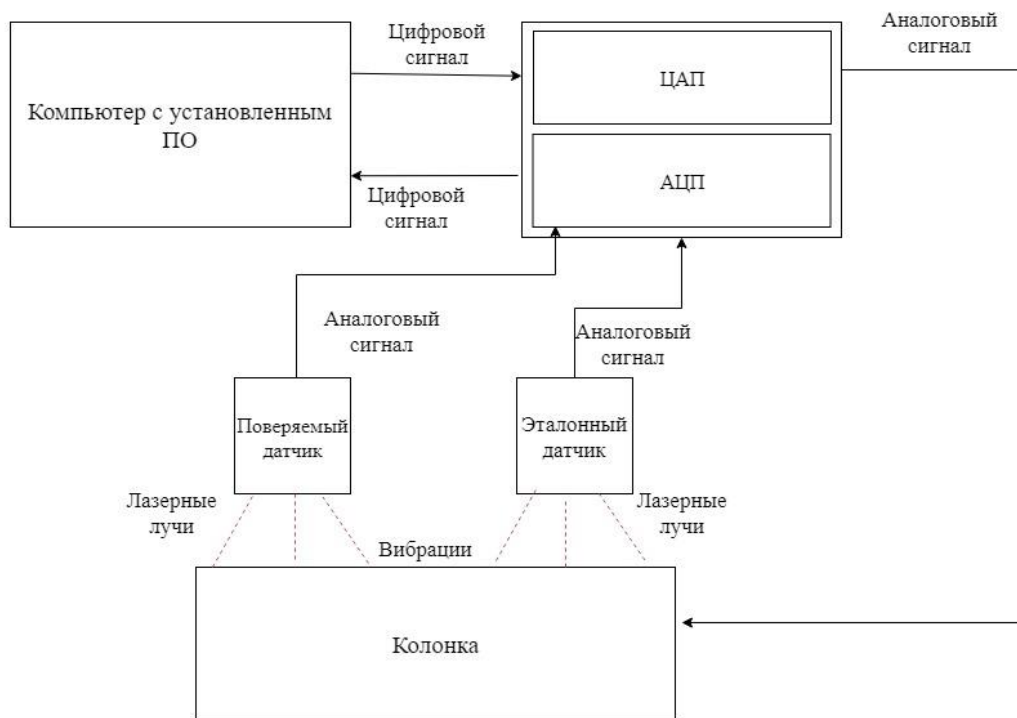 Цифровой
сигнал
Аналоговый
сигнал
Компьютер с установленным
ПО
ЦАП
АЦП
Цифровой
сигнал
Аналоговый
сигнал
Аналоговый
сигнал
Поверяемый
датчик
Эталонный
датчик
Лазерные
лучи
Вибрации
Лазерные
лучи
Колонка